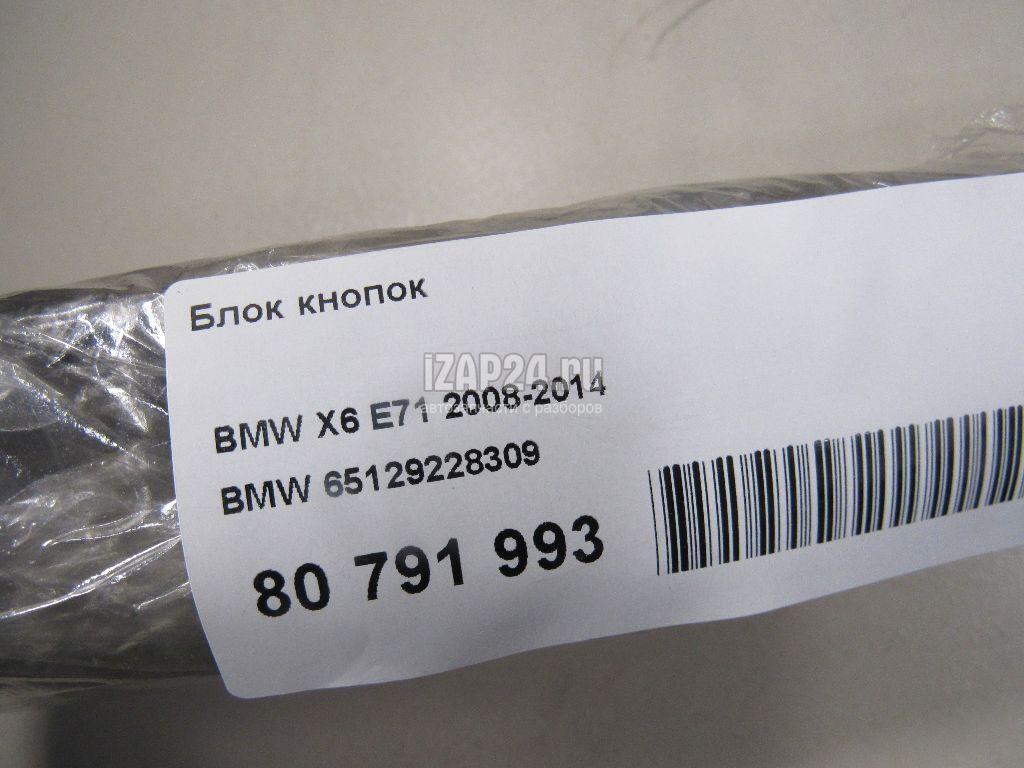 Блок кнопок
iZAP24.ru
автозапчасти с разборов
BMW X6 E71 2008-2014
BMW 65129228309
80 791 993